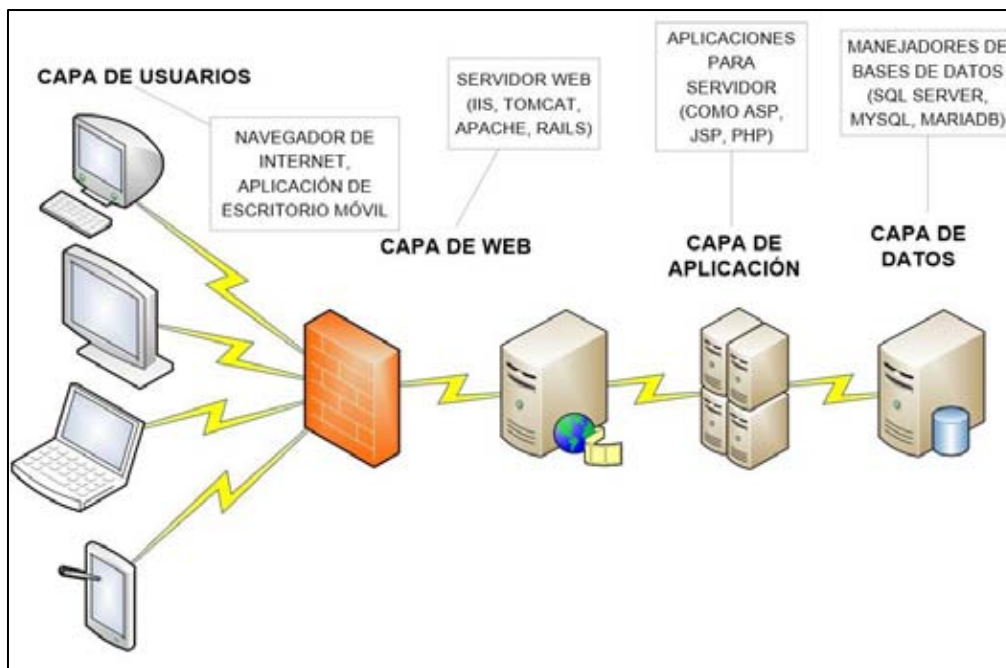 CAPA DE USUARIOS
NAVEGADOR DE
INTERNET,
APLICACIÓN DE
ESCRITORIO MÓVIL
SERVIDOR WEB
(IIS, TOMCAT,
APACHE, RAILS)
CAPA DE WEB
APLICACIONES
PARA
SERVIDOR
(COMO ASP,
JSP, PHP)
CAPA DE
APLICACIÓN
MANEJADORES DE
BASES DE DATOS
(SQL SERVER,
MYSQL, MARIADB)
CAPA DE
DATOS